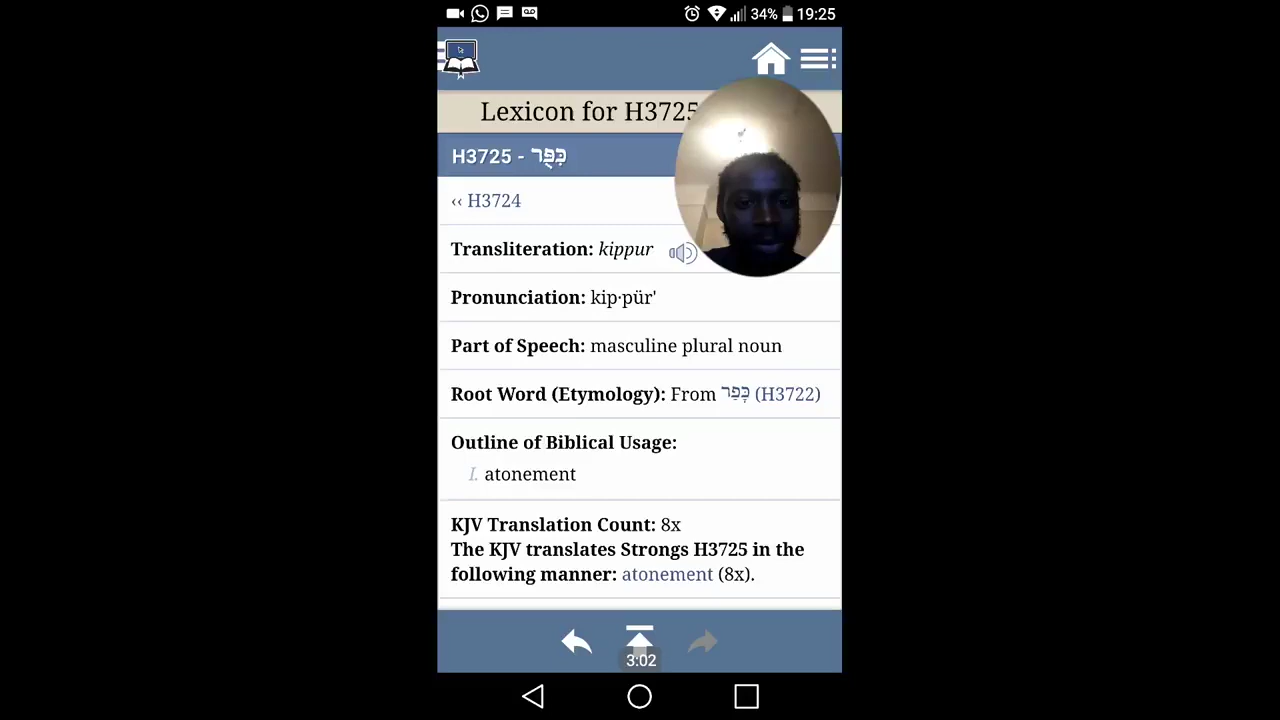 34% 19:25
Lexicon for H3725
H3725 - כִּפֻּר
‹‹ H3724
Transliteration: kippur
Pronunciation: kip·pür'
Part of Speech: masculine plural noun
Root Word (Etymology): From כָּפַר (H3722)
Outline of Biblical Usage:
I. atonement
KJV Translation Count: 8x
The KJV translates Strongs H3725 in the
following manner: atonement (8x).
3:02